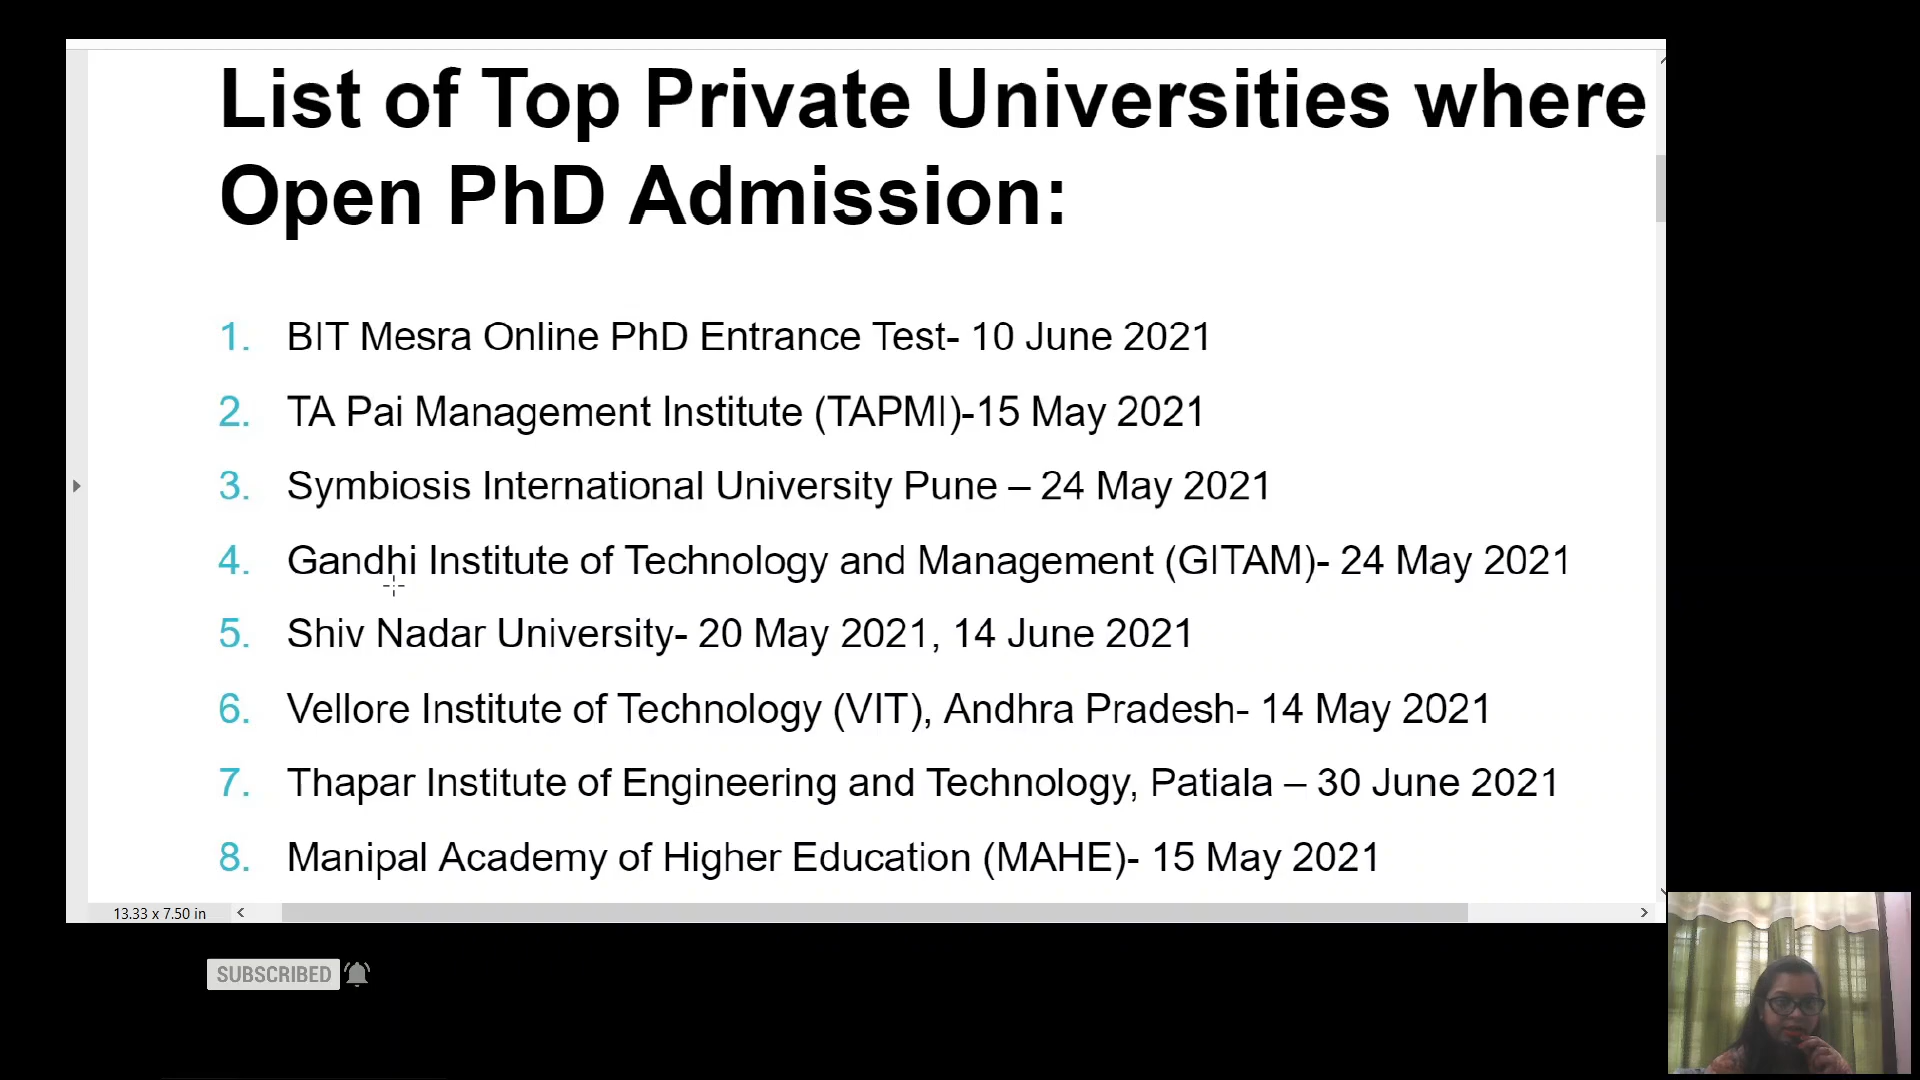 List of Top Private Universities where
Open PhD Admission:
1. BIT Mesra Online PhD Entrance Test- 10 June 2021
2. TA Pai Management Institute (TAPMI)-15 May 2021
3. Symbiosis International University Pune – 24 May 2021
4. Gandhi Institute of Technology and Management (GITAM)- 24 May 2021
5. Shiv Nadar University- 20 May 2021, 14 June 2021
6. Vellore Institute of Technology (VIT), Andhra Pradesh- 14 May 2021
7. Thapar Institute of Engineering and Technology, Patiala – 30 June 2021
8. Manipal Academy of Higher Education (MAHE)- 15 May 2021
13.33 x 7.50 in
SUBSCRIBED